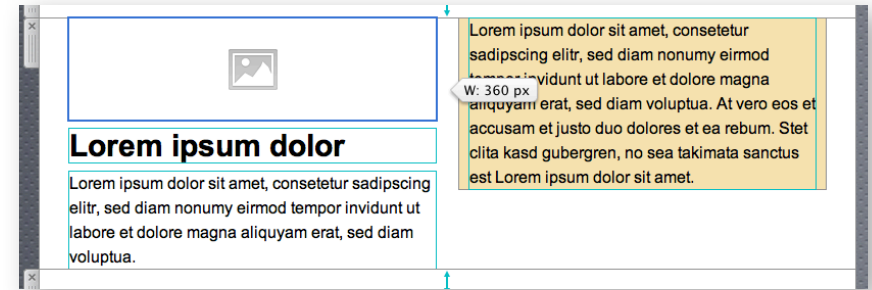 Lorem ipsum dolor
Lorem ipsum dolor sit amet, consetetur sadipscing
elitr, sed diam nonumy eirmod tempor invidunt ut
labore et dolore magna aliquyam erat, sed diam
voluptua.
Lorem ipsum dolor sit amet, consetetur
sadipscing elitr, sed diam nonumy eirmod
tempor invidunt ut labore et dolore magna
W: 360 px
aliquyam erat, sed diam voluptua. At vero eos et
accusam et justo duo dolores et ea rebum. Stet
clita kasd gubergren, no sea takimata sanctus
est Lorem ipsum dolor sit amet.